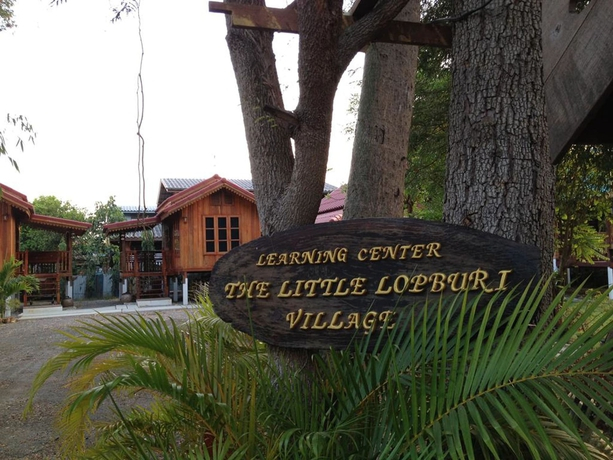 LEARNING CENTER
THE LITTLE LOPBURI
VILLAGE